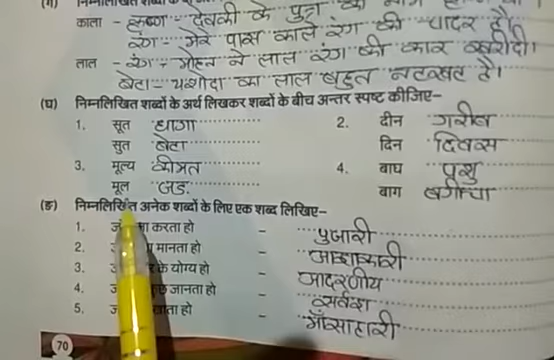 (ग) निम्नलिखित शब्दों के
काला - कृष्ण - देवकी के पुत्र का नाम
रंग - मेरे पास काले रंग की चादर है।
लाल - रंग - मोहन ने लाल रंग की कार खरीदी।
बेटा - यशोदा का लाल बहुत नटखट है।
(घ) निम्नलिखित शब्दों के अर्थ लिखकर शब्दों के बीच अन्तर स्पष्ट कीजिए–
1. सूत धागा 2. दीन गरीब
सुत बेटा दिन दिवस
3. मूल्य कीमत 4. बाघ पशु
मूल जड़ बाग बगीचा
(ङ) निम्नलिखित अनेक शब्दों के लिए एक शब्द लिखिए–
1. करता हो – पुजारी
2. मानता हो – आज्ञाकारी
3. के योग्य हो – आदरणीय
4. जानता हो – सर्वज्ञ
5. खाता हो – माँसाहारी
70